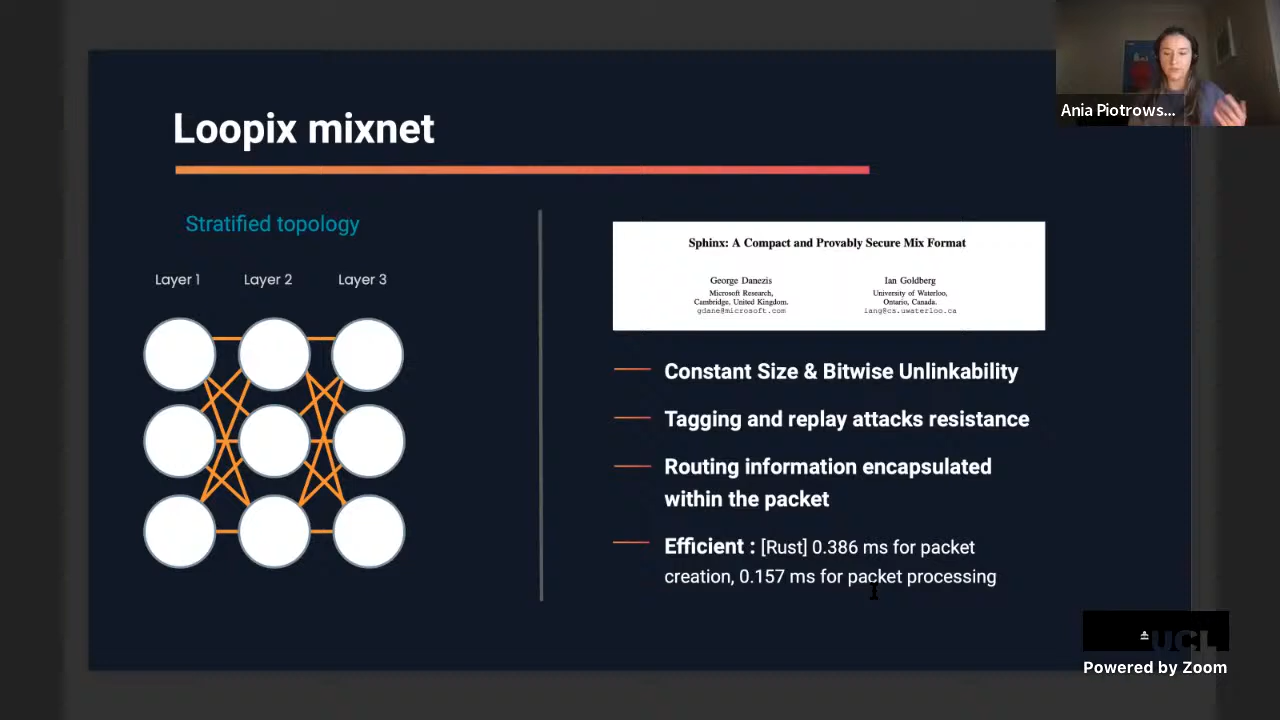 Loopix mixnet
Stratified topology
Layer 1 Layer 2 Layer 3
Sphinx: A Compact and Provably Secure Mix Format
George Danezis
Microsoft Research,
Cambridge, United Kingdom.
gdane@microsoft.com
Ian Goldberg
University of Waterloo,
Ontario, Canada.
iang@cs.uwaterloo.ca
Constant Size & Bitwise Unlinkability
Tagging and replay attacks resistance
Routing information encapsulated
within the packet
Efficient : [Rust] 0.386 ms for packet
creation, 0.157 ms for packet processing
Ania Piotrows...
UCL
Powered by Zoom